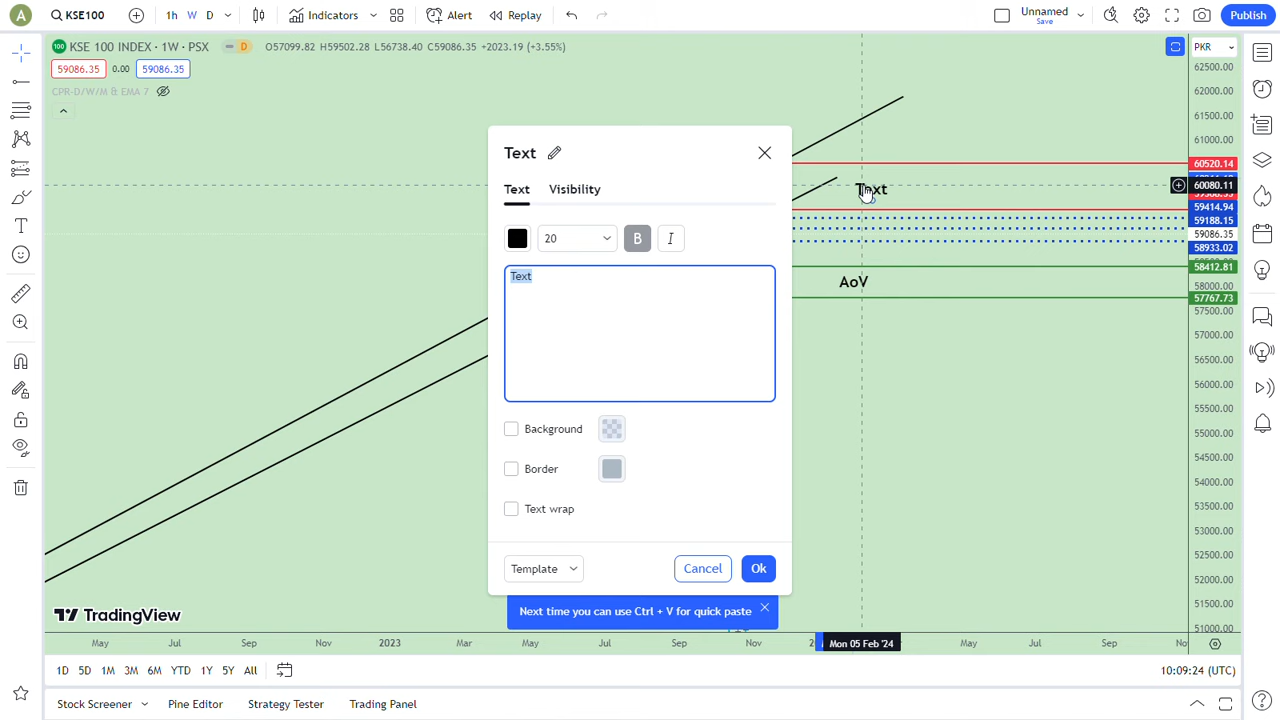 A
KSE100
1h
W
D
Indicators
Alert
Replay
Unnamed
Save
Publish
100
KSE 100 INDEX · 1W · PSX
D
O57099.82 H59502.28 L56738.40 C59086.35 +2023.19 (+3.55%)
59086.35
0.00
59086.35
CPR-D/W/M & EMA 7
PKR
62500.00
62000.00
61500.00
61000.00
60520.14
60080.11
59414.94
59188.15
59086.35
58933.02
58412.81
58000.00
57767.73
57500.00
57000.00
56500.00
56000.00
55500.00
55000.00
54500.00
54000.00
53500.00
53000.00
52500.00
52000.00
51500.00
51000.00
Text
AoV
Text
Text
Visibility
20
B
I
Text
Background
Border
Text wrap
Template
Cancel
Ok
Next time you can use Ctrl + V for quick paste
TradingView
May
Jul
Sep
Nov
2023
Mar
May
Jul
Sep
Nov
Mon 05 Feb '24
May
Jul
Sep
1D
5D
1M
3M
6M
YTD
1Y
5Y
All
10:09:24 (UTC)
Stock Screener
Pine Editor
Strategy Tester
Trading Panel